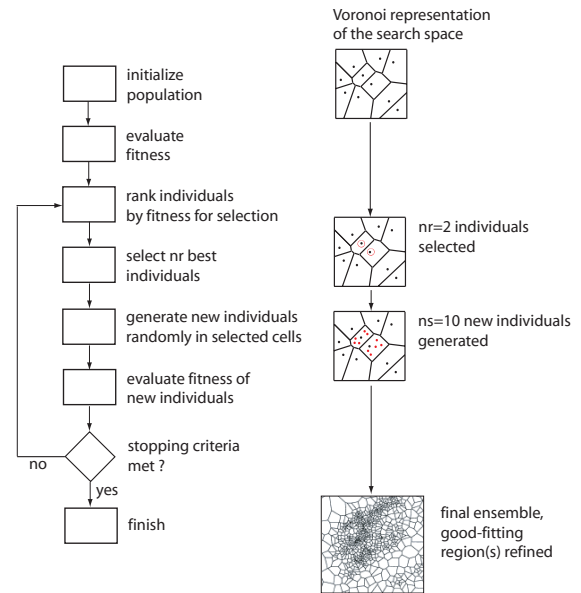 initialize
population
evaluate
fitness
rank individuals
by fitness for selection
select nr best
individuals
generate new individuals
randomly in selected cells
evaluate fitness of
new individuals
stopping criteria
met ?
no
yes
finish
Voronoi representation
of the search space
nr=2 individuals
selected
ns=10 new individuals
generated
final ensemble,
good-fitting
region(s) refined